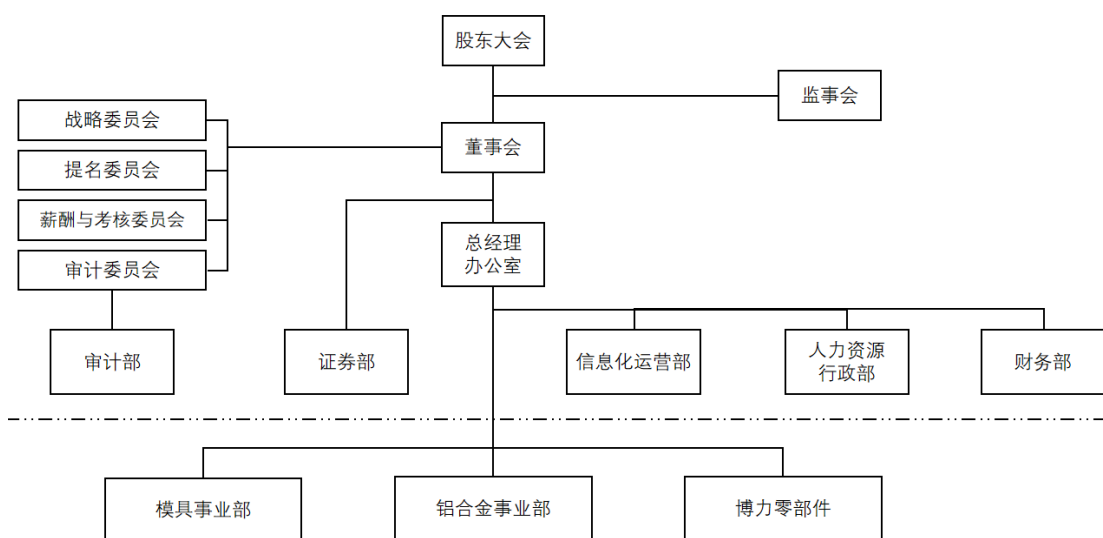 股东大会
监事会
战略委员会
董事会
提名委员会
薪酬与考核委员会
总经理
办公室
审计委员会
审计部
证券部
信息化运营部
人力资源
行政部
财务部
模具事业部
铝合金事业部
博力零部件